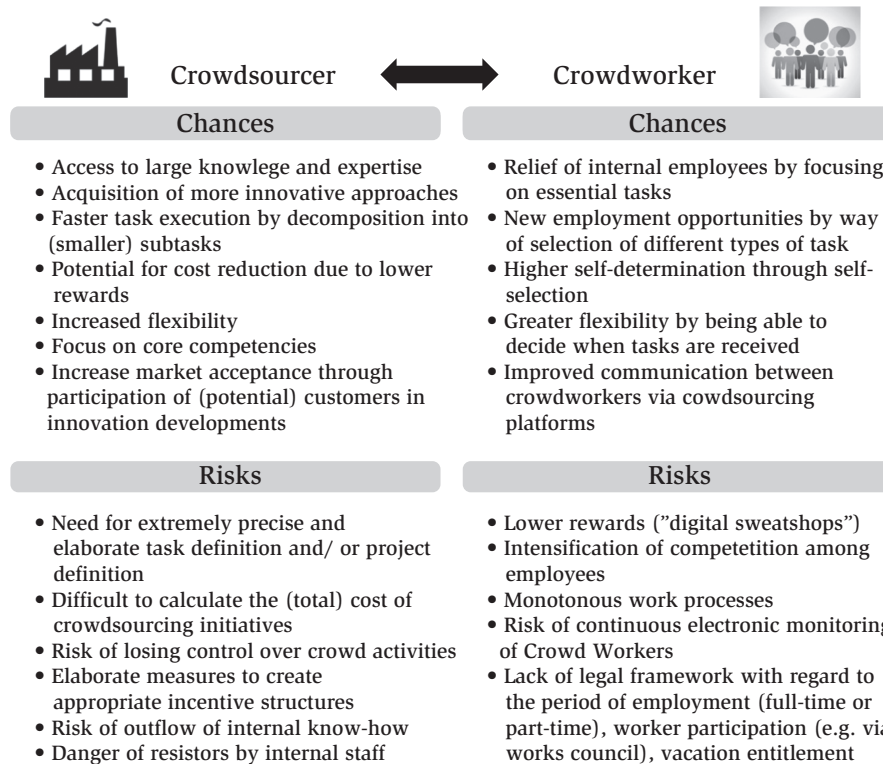 Crowdsourcer
Crowdworker
Chances
• Access to large knowlege and expertise
• Acquisition of more innovative approaches
• Faster task execution by decomposition into
(smaller) subtasks
• Potential for cost reduction due to lower
rewards
• Increased flexibility
• Focus on core competencies
• Increase market acceptance through
participation of (potential) customers in
innovation developments
Chances
• Relief of internal employees by focusing
on essential tasks
• New employment opportunities by way
of selection of different types of task
• Higher self-determination through self-
selection
• Greater flexibility by being able to
decide when tasks are received
• Improved communication between
crowdworkers via cowdsourcing
platforms
Risks
• Need for extremely precise and
elaborate task definition and/ or project
definition
• Difficult to calculate the (total) cost of
crowdsourcing initiatives
• Risk of losing control over crowd activities
• Elaborate measures to create
appropriate incentive structures
• Risk of outflow of internal know-how
• Danger of resistors by internal staff
Risks
• Lower rewards (”digital sweatshops”)
• Intensification of competetition among
employees
• Monotonous work processes
• Risk of continuous electronic monitoring
of Crowd Workers
• Lack of legal framework with regard to
the period of employment (full-time or
part-time), worker participation (e.g. via
works council), vacation entitlement